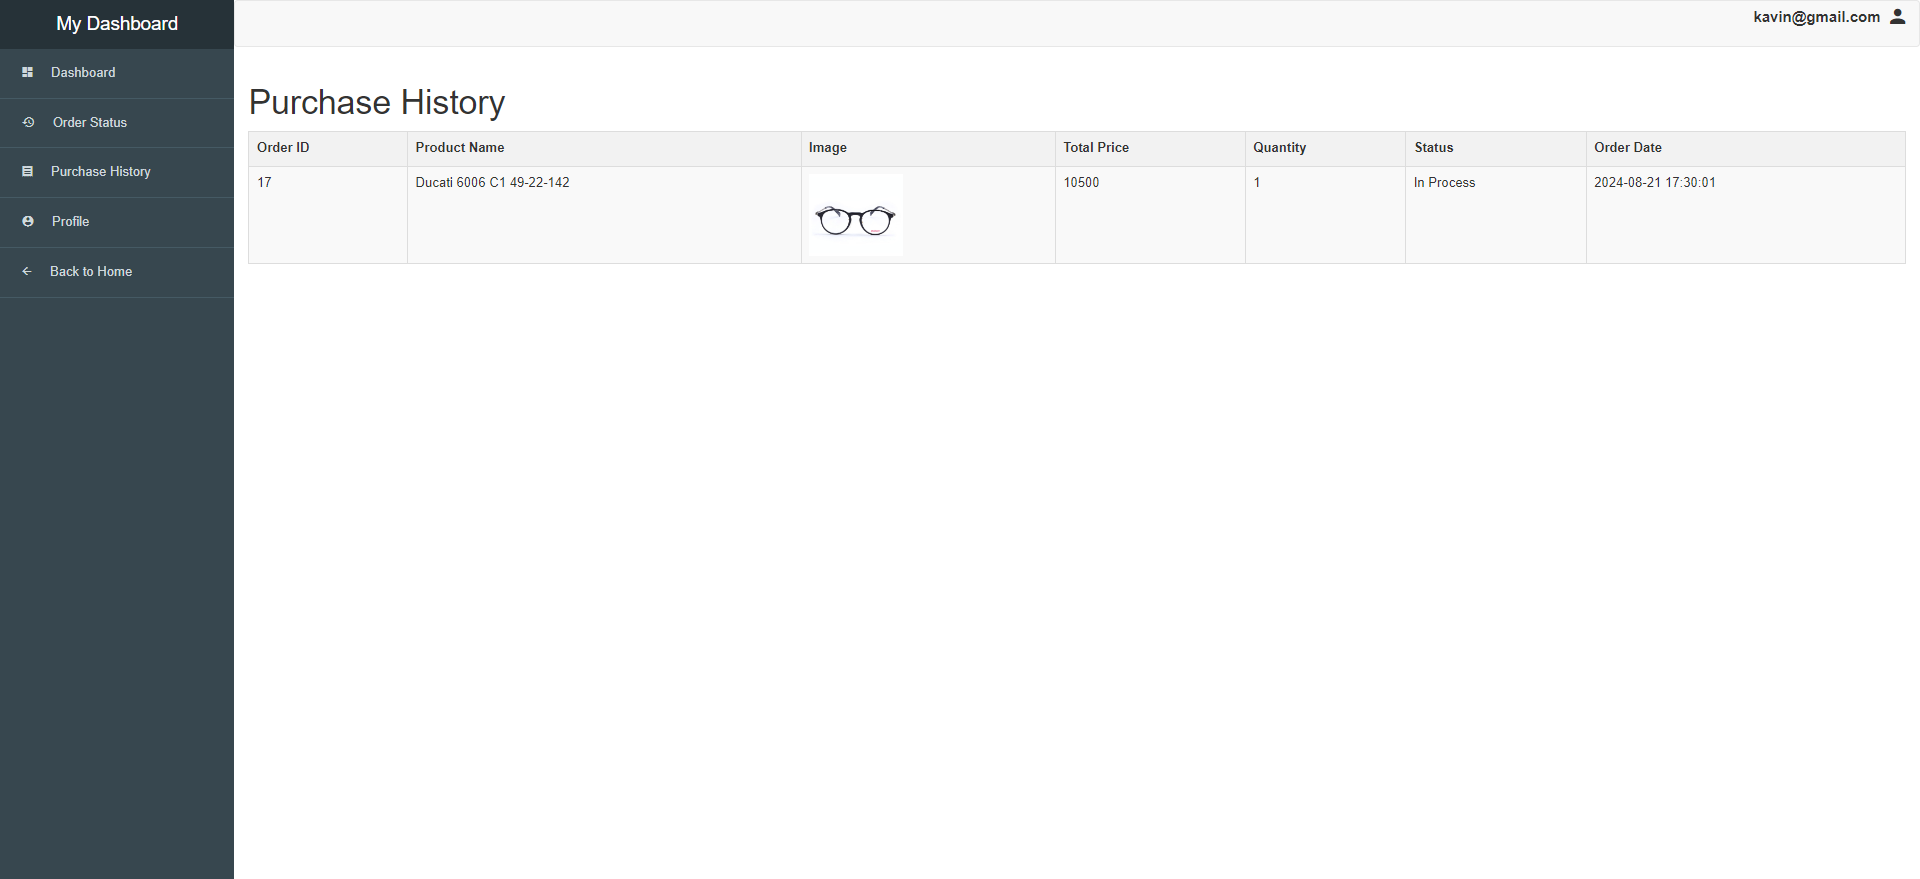 My Dashboard
kavin@gmail.com
Dashboard
Order Status
Purchase History
Profile
Back to Home
Purchase History
Order ID Product Name Image Total Price Quantity Status Order Date
17 Ducati 6006 C1 49-22-142 10500 1 In Process 2024-08-21 17:30:01